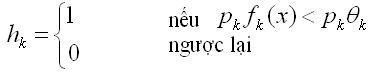 h_k = { 1 nếu p_k f_k(x) < p_k θ_k
0 ngược lại